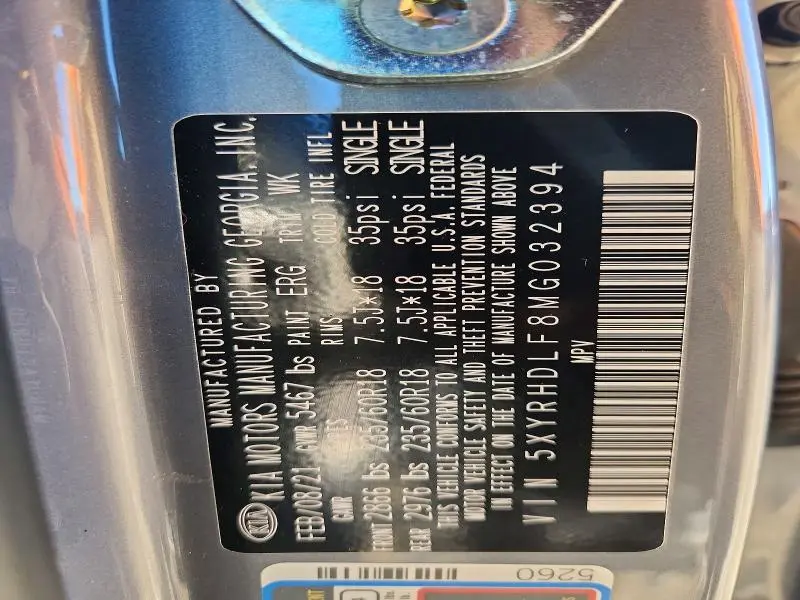 MANUFACTURED BY
KIA KIA MOTORS MANUFACTURING GEORGIA, INC.
FEB/08/21 GVWR 5467 lbs PAINT ERG TRIM WK
GAWR TIRES RIMS COLD TIRE INFL
FRONT 2866 lbs 235/60R18 7.5J*18 35psi SINGLE
REAR 2976 lbs 235/60R18 7.5J*18 35psi SINGLE
THIS VEHICLE CONFORMS TO ALL APPLICABLE U.S.A. FEDERAL
MOTOR VEHICLE SAFETY AND THEFT PREVENTION STANDARDS
IN EFFECT ON THE DATE OF MANUFACTURE SHOWN ABOVE
VIN 5XYRHDLF8MG032394
MPV
5260